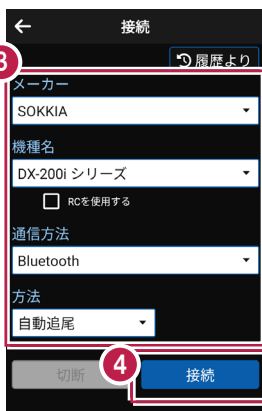 接続
履歴より
3
メーカー
SOKKIA
機種名
DX-200i シリーズ
RCを使用する
通信方法
Bluetooth
方法
自動追尾
切断
4
接続